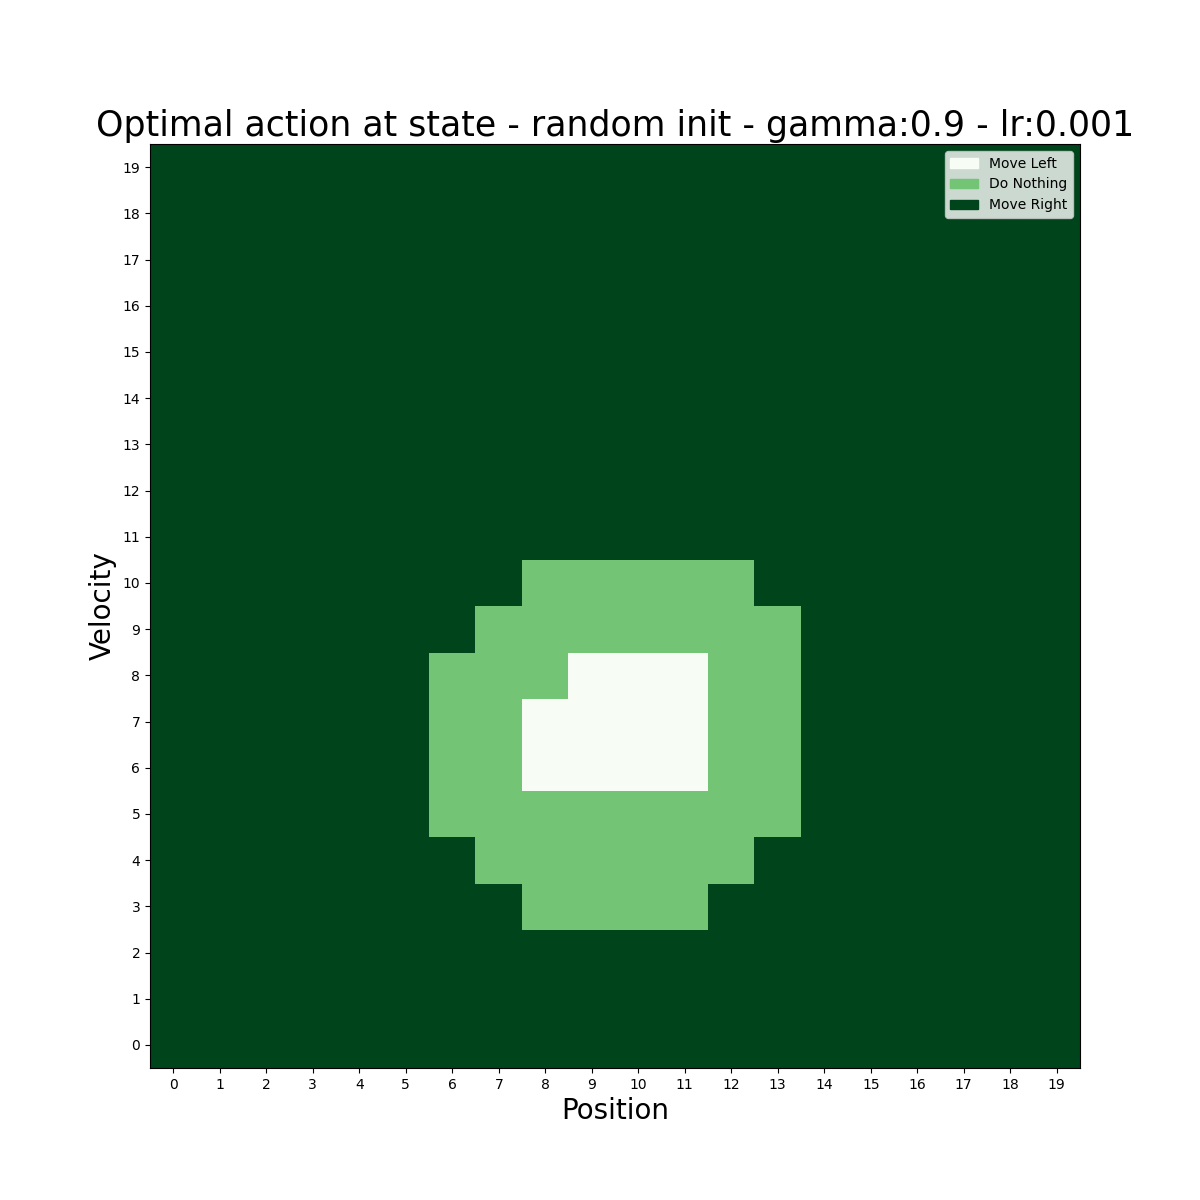 Optimal action at state - random init - gamma:0.9 - lr:0.001
Move Left
Do Nothing
Move Right
Velocity
19
18
17
16
15
14
13
12
11
10
9
8
7
6
5
4
3
2
1
0
0 1 2 3 4 5 6 7 8 9 10 11 12 13 14 15 16 17 18 19
Position